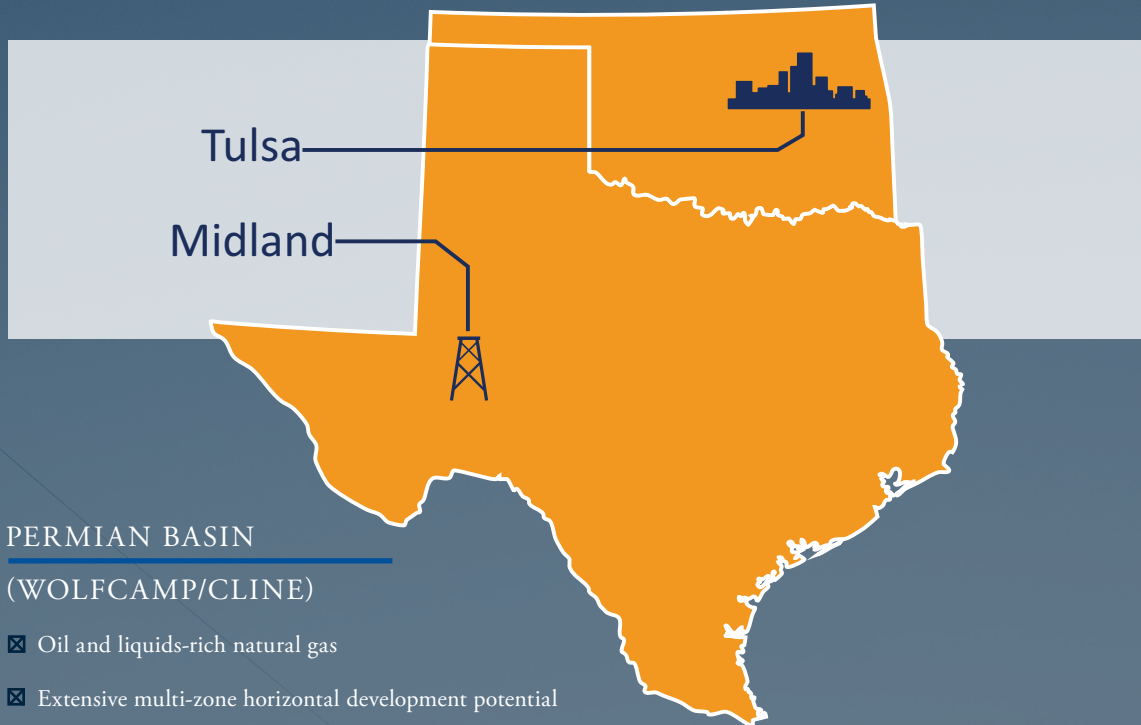 Tulsa
Midland
PERMIAN BASIN
(WOLFCAMP/CLINE)
Oil and liquids-rich natural gas
Extensive multi-zone horizontal development potential